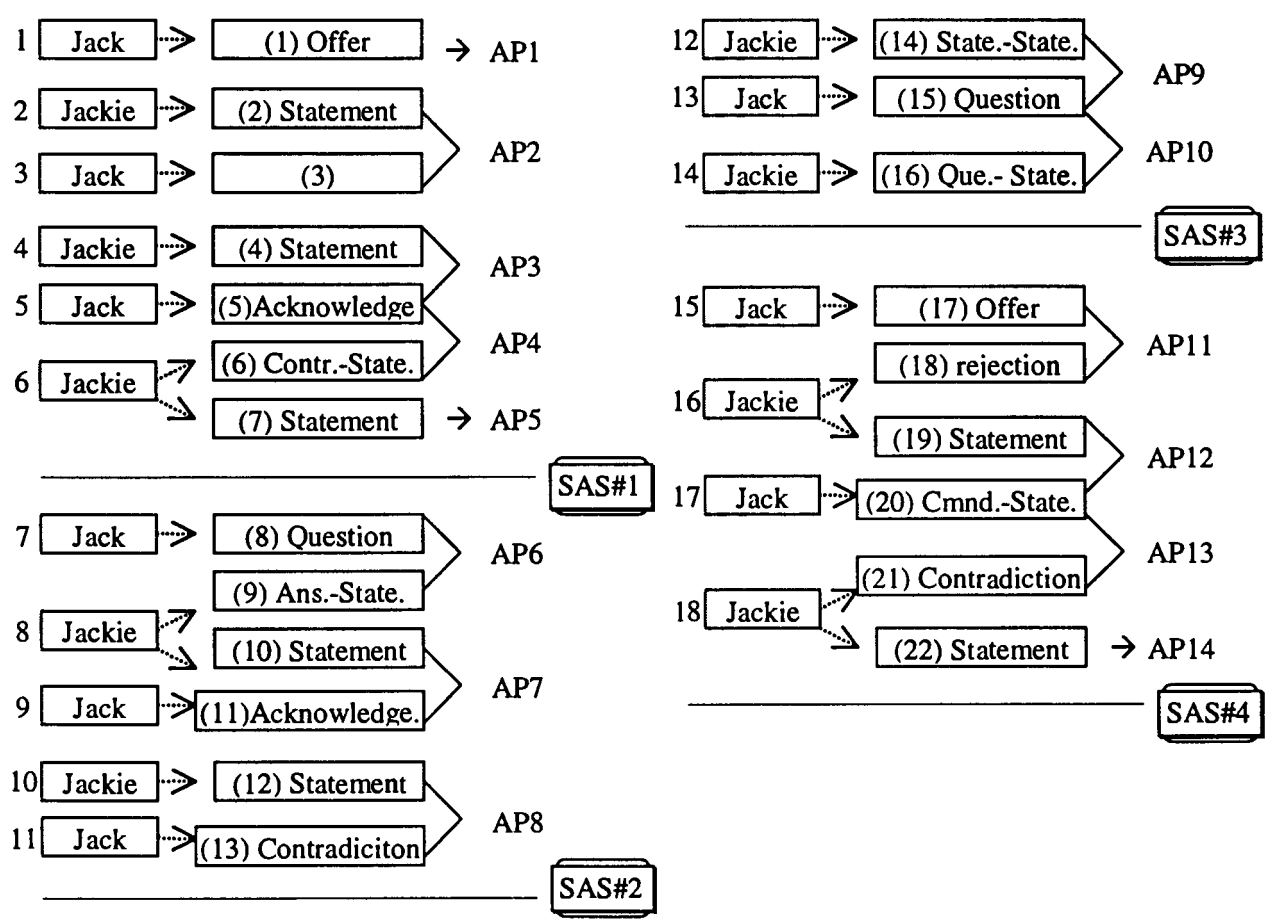 1 Jack (1) Offer → AP1
2 Jackie (2) Statement
AP2
3 Jack (3)
4 Jackie (4) Statement
AP3
5 Jack (5)Acknowledge
AP4
6 Jackie (6) Contr.-State.
(7) Statement → AP5
SAS#1
7 Jack (8) Question
AP6
(9) Ans.-State.
8 Jackie
(10) Statement
AP7
9 Jack (11)Acknowledge.
10 Jackie (12) Statement
AP8
11 Jack (13) Contradiciton
SAS#2
12 Jackie (14) State.-State.
AP9
13 Jack (15) Question
AP10
14 Jackie (16) Que.- State.
SAS#3
15 Jack (17) Offer
AP11
(18) rejection
16 Jackie
(19) Statement
AP12
17 Jack (20) Cmnd.-State.
AP13
(21) Contradiction
18 Jackie
(22) Statement → AP14
SAS#4